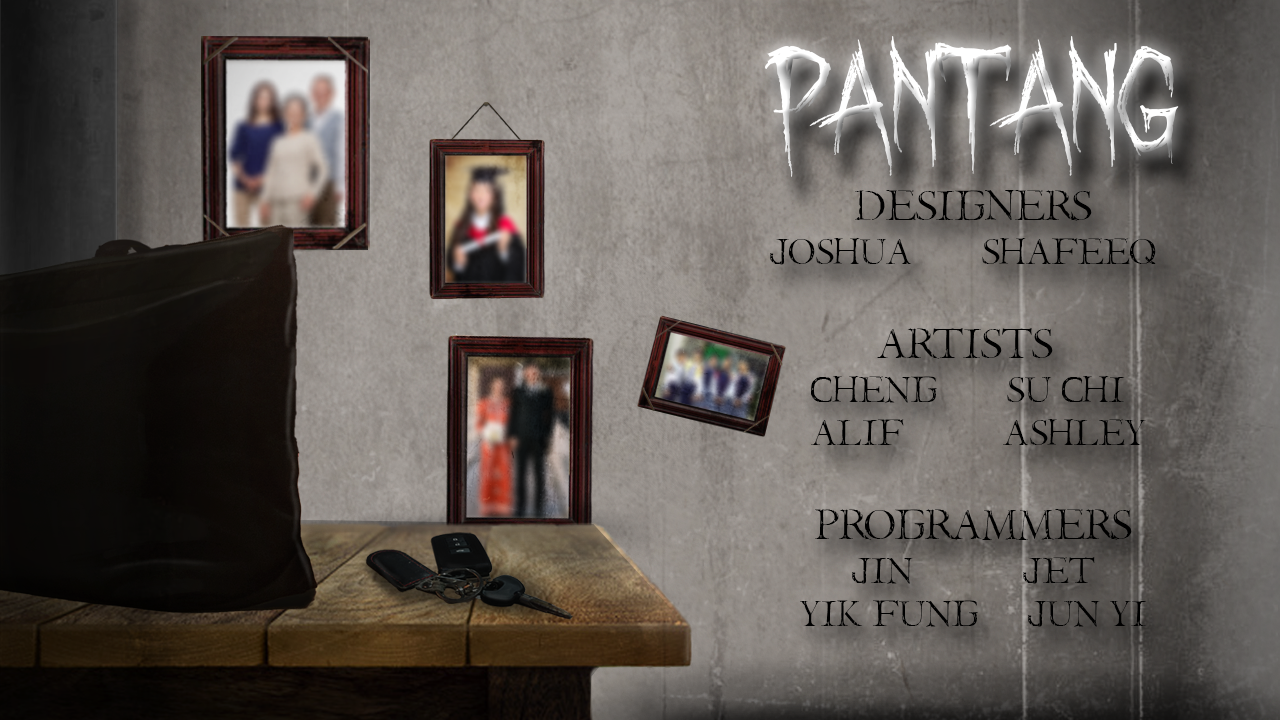 PANTANG
DESIGNERS
JOSHUA SHAFEEQ
ARTISTS
CHENG SU CHI
ALIF ASHLEY
PROGRAMMERS
JIN JET
YIK FUNG JUN YI